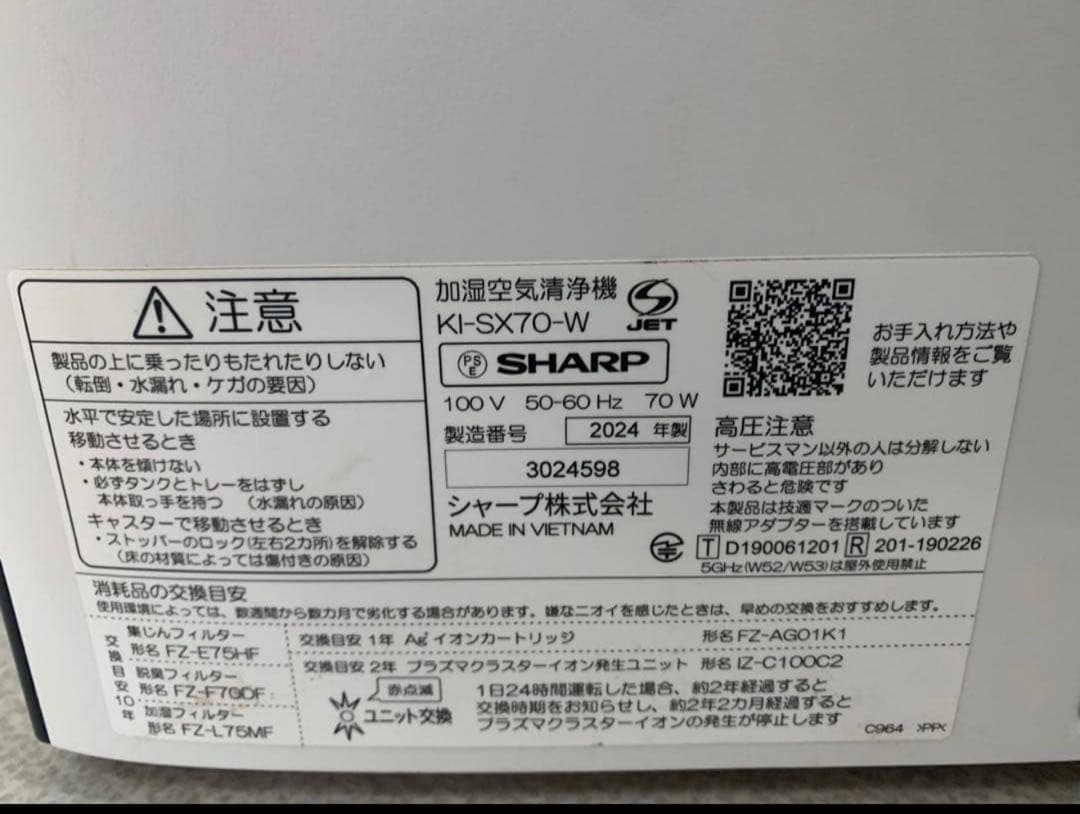 注意
製品の上に乗ったりもたれたりしない
（転倒・水漏れ・ケガの要因）
水平で安定した場所に設置する
移動させるとき
・本体を傾けない
・必ずタンクとトレーをはずし
本体取っ手を持つ （水漏れの原因）
キャスターで移動させるとき
・ストッパーのロック(左右2カ所)を解除する
（床の材質によっては傷付きの原因）
加湿空気清浄機
KI-SX70-W
JET
PSE SHARP
100V 50-60Hz 70W
製造番号 2024 年製
3024598
シャープ株式会社
MADE IN VIETNAM
お手入れ方法や
製品情報をご覧
いただけます
高圧注意
サービスマン以外の人は分解しない
内部に高電圧部があり
さわると危険です
本製品は技適マークのついた
無線アダプターを搭載しています
T D190061201 R 201-190226
5GHz(W52/W53)は屋外使用禁止
消耗品の交換目安
使用環境によっては、数週間から数カ月で劣化する場合があります。嫌なニオイを感じたときは、早めの交換をおすすめします。
交換目安10年
集じんフィルター
形名 FZ-E75HF
脱臭フィルター
形名 FZ-F70DF
加湿フィルター
形名 FZ-L75MF
交換目安 1年 Ag⁺イオンカートリッジ 形名 FZ-AG01K1
交換目安 2年 プラズマクラスターイオン発生ユニット 形名 IZ-C100C2
赤点滅
ユニット交換
1日24時間運転した場合、約2年経過すると
交換時期をお知らせし、約2年2カ月経過すると
プラズマクラスターイオンの発生が停止します
C964 >PP<